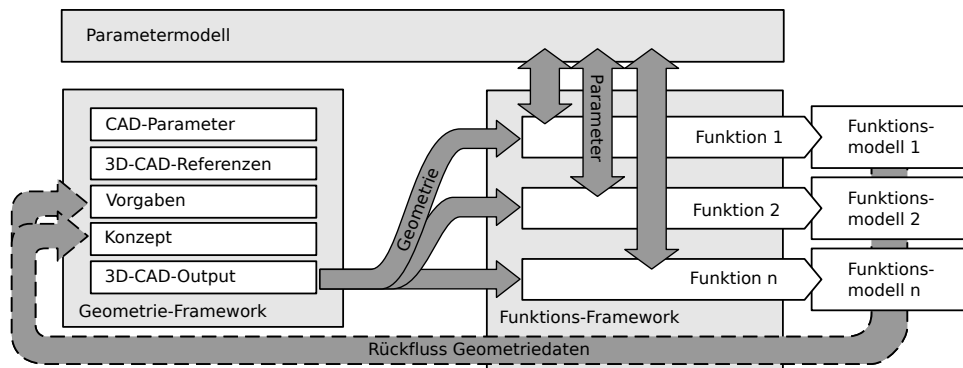 Parametermodell
CAD-Parameter
3D-CAD-Referenzen
Vorgaben
Konzept
3D-CAD-Output
Geometrie-Framework
Geometrie
Parameter
Funktion 1
Funktion 2
Funktion n
Funktions-Framework
Funktions-
modell 1
Funktions-
modell 2
Funktions-
modell n
Rückfluss Geometriedaten